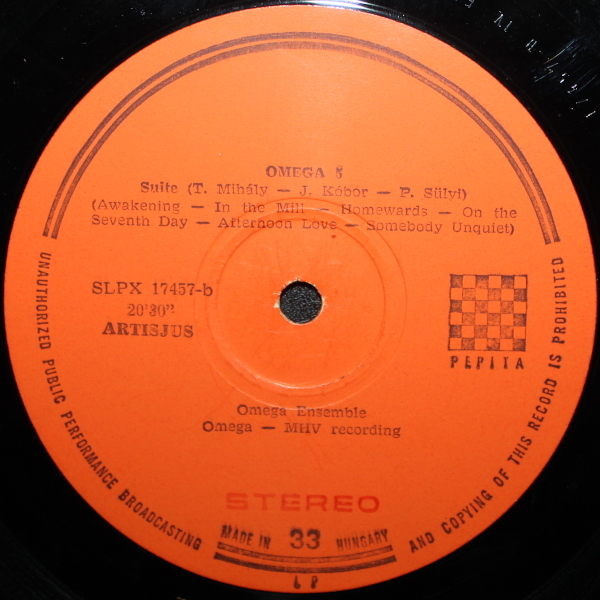 OMEGA 5
Suite (T. Mihály — J. Kóbor — P. Sülyi)
(Awakening — In the Mill — Homewards — On the
Seventh Day — Afternoon Love — Somebody Unquiet)
SLPX 17457-b
20'30"
ARTISJUS
PEPITA
Omega Ensemble
Omega — MHV recording
STEREO
MADE IN 33 HUNGARY
LP
UNAUTHORIZED PUBLIC PERFORMANCE BROADCASTING AND COPYING OF THIS RECORD IS PROHIBITED